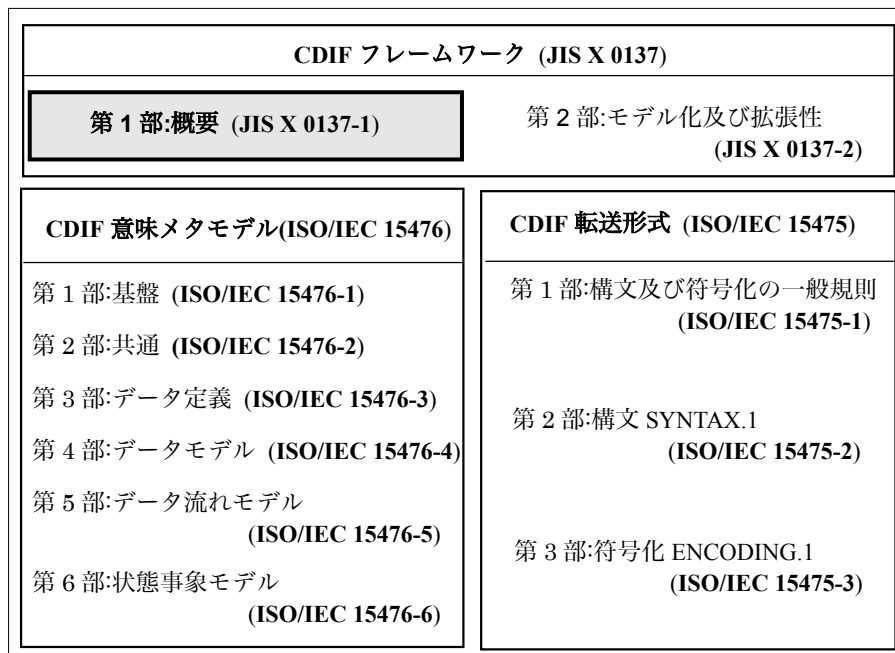 CDIF フレームワーク (JIS X 0137)
第 1 部:概要 (JIS X 0137-1)
第 2 部:モデル化及び拡張性
(JIS X 0137-2)
CDIF 意味メタモデル(ISO/IEC 15476)
第 1 部:基盤 (ISO/IEC 15476-1)
第 2 部:共通 (ISO/IEC 15476-2)
第 3 部:データ定義 (ISO/IEC 15476-3)
第 4 部:データモデル (ISO/IEC 15476-4)
第 5 部:データ流れモデル
(ISO/IEC 15476-5)
第 6 部:状態事象モデル
(ISO/IEC 15476-6)
CDIF 転送形式 (ISO/IEC 15475)
第 1 部:構文及び符号化の一般規則
(ISO/IEC 15475-1)
第 2 部:構文 SYNTAX.1
(ISO/IEC 15475-2)
第 3 部:符号化 ENCODING.1
(ISO/IEC 15475-3)